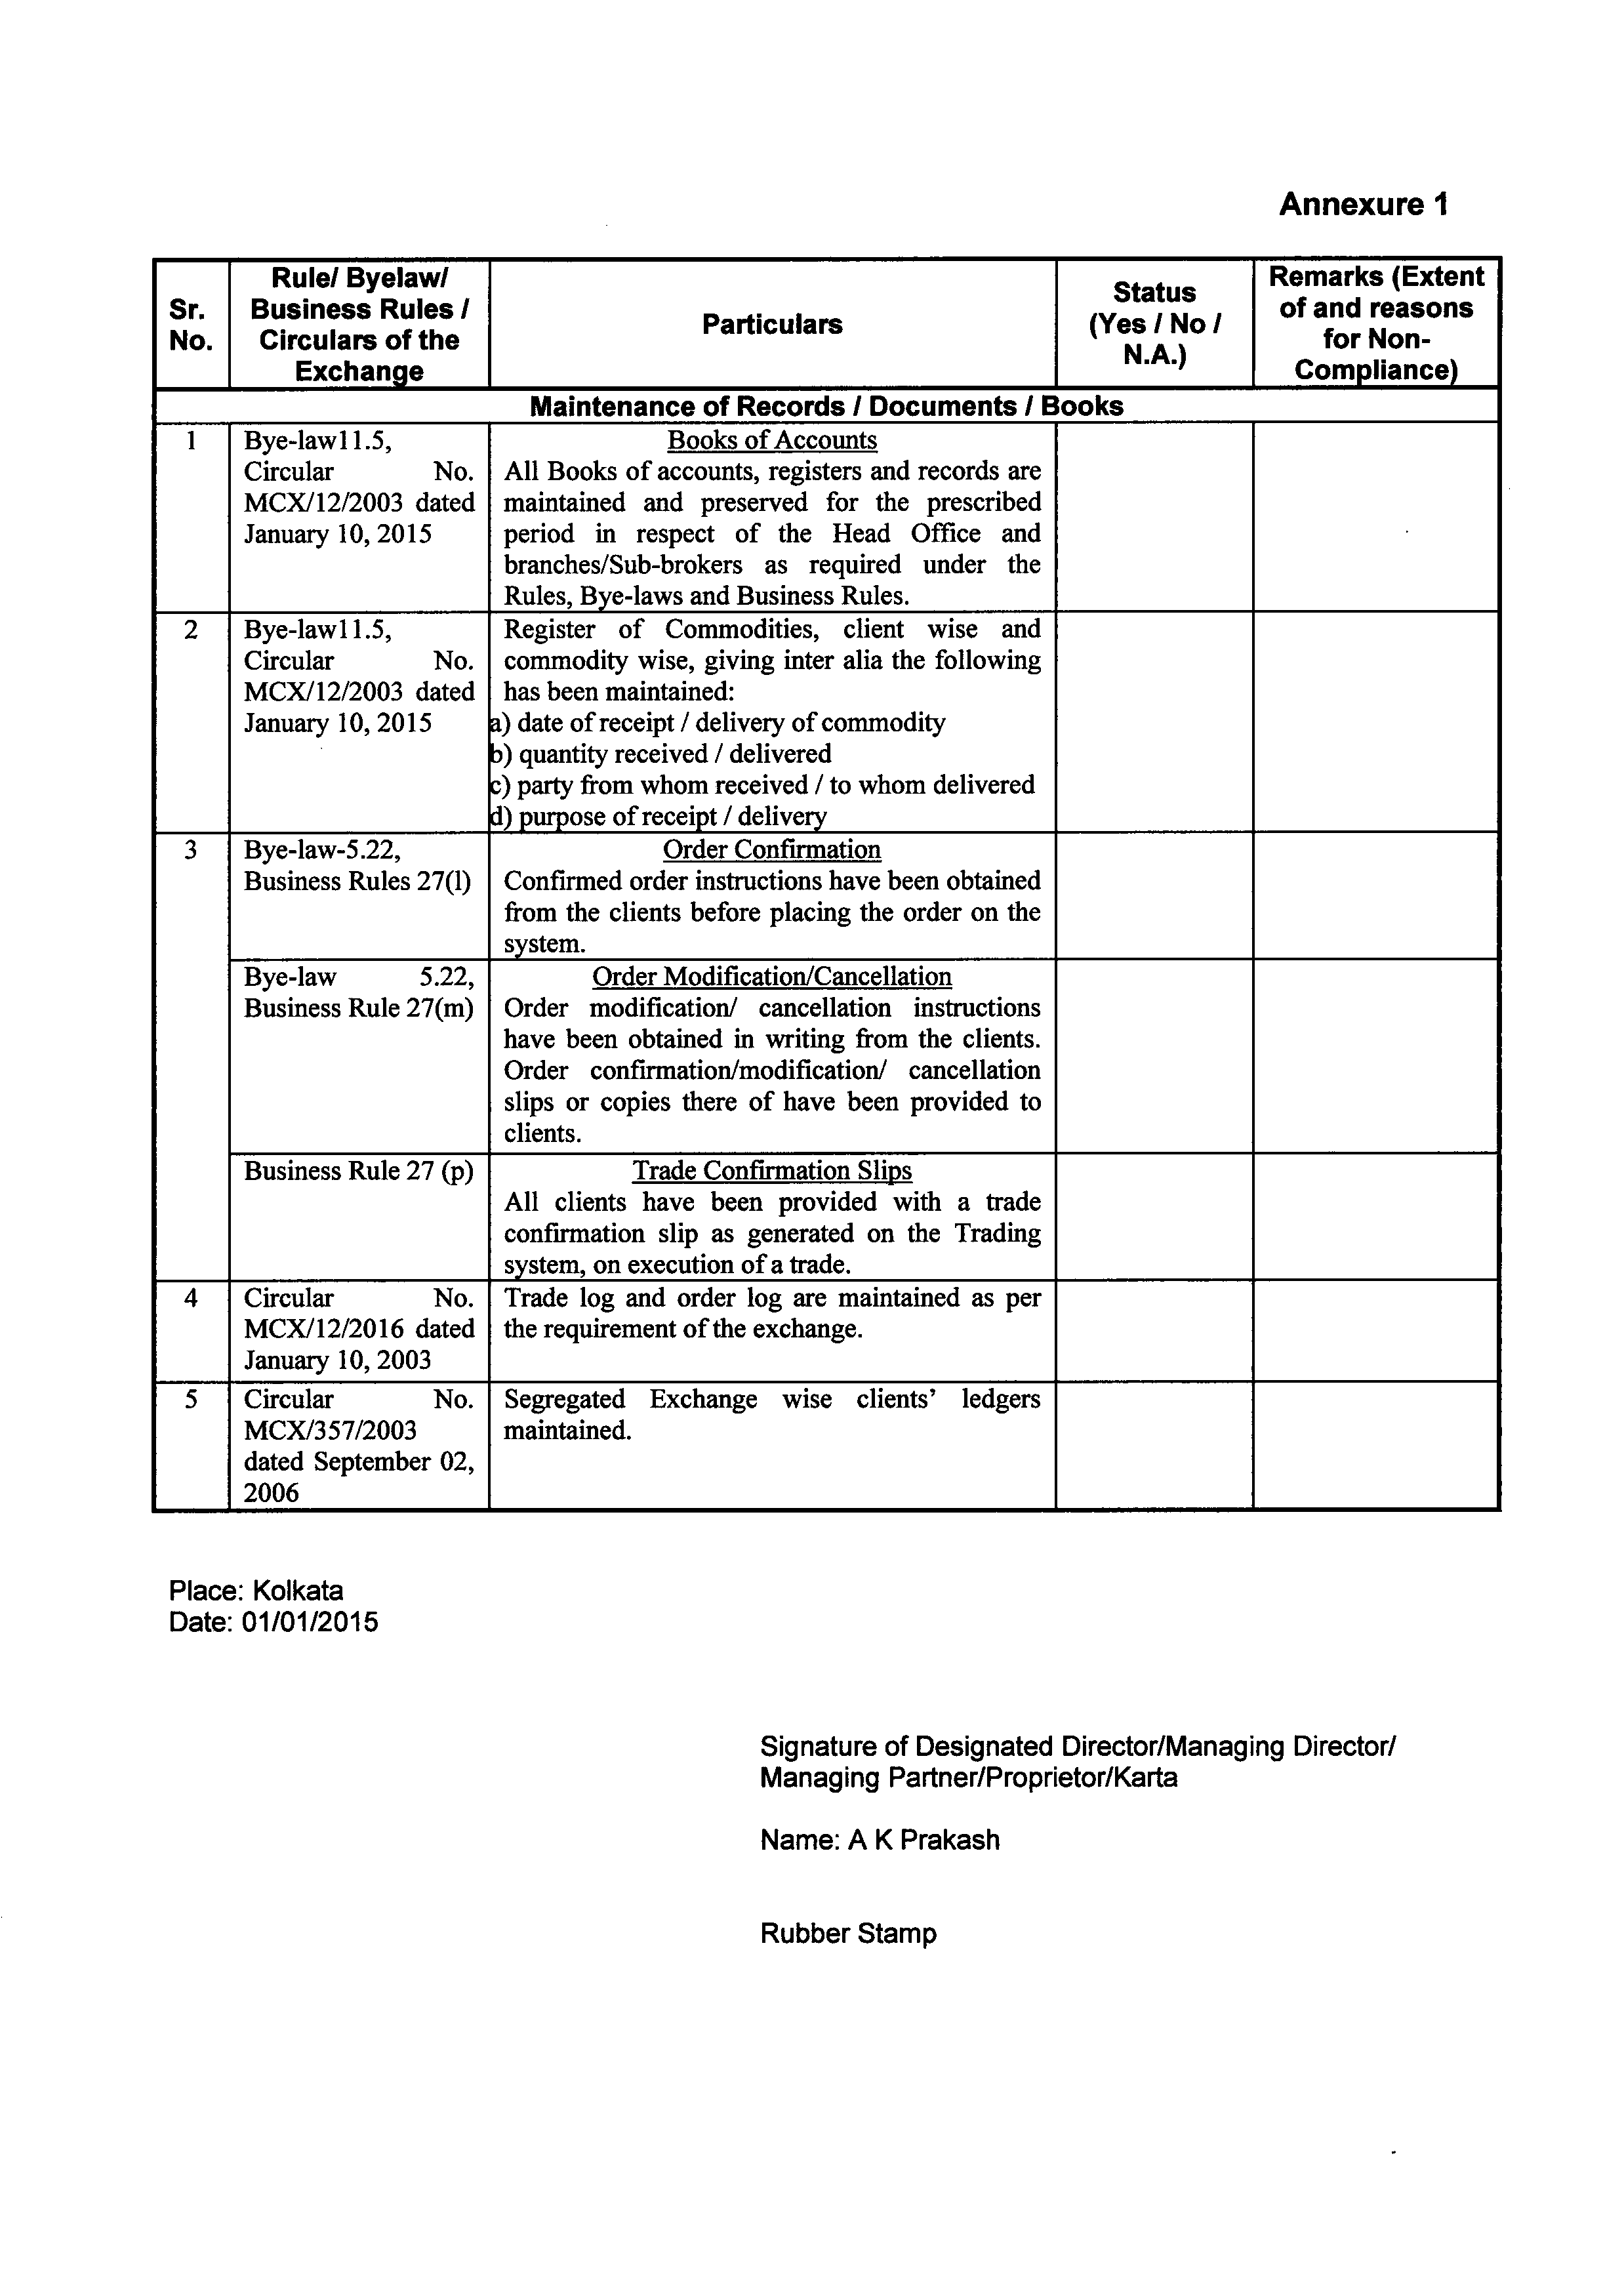 Annexure 1
Sr.
No.
Rule/ Byelaw/
Business Rules /
Circulars of the
Exchange
Particulars
Status
(Yes / No /
N.A.)
Remarks (Extent
of and reasons
for Non-
Compliance)
Maintenance of Records / Documents / Books
1
Bye-law11.5,
Circular No.
MCX/12/2003 dated
January 10, 2015
Books of Accounts
All Books of accounts, registers and records are
maintained and preserved for the prescribed
period in respect of the Head Office and
branches/Sub-brokers as required under the
Rules, Bye-laws and Business Rules.
2
Bye-law11.5,
Circular No.
MCX/12/2003 dated
January 10, 2015
Register of Commodities, client wise and
commodity wise, giving inter alia the following
has been maintained:
a) date of receipt / delivery of commodity
b) quantity received / delivered
c) party from whom received / to whom delivered
d) purpose of receipt / delivery
3
Bye-law-5.22,
Business Rules 27(l)
Order Confirmation
Confirmed order instructions have been obtained
from the clients before placing the order on the
system.
Bye-law 5.22,
Business Rule 27(m)
Order Modification/Cancellation
Order modification/ cancellation instructions
have been obtained in writing from the clients.
Order confirmation/modification/ cancellation
slips or copies there of have been provided to
clients.
Business Rule 27 (p)
Trade Confirmation Slips
All clients have been provided with a trade
confirmation slip as generated on the Trading
system, on execution of a trade.
4
Circular No.
MCX/12/2016 dated
January 10, 2003
Trade log and order log are maintained as per
the requirement of the exchange.
5
Circular No.
MCX/357/2003
dated September 02,
2006
Segregated Exchange wise clients' ledgers
maintained.
Place: Kolkata
Date: 01/01/2015
Signature of Designated Director/Managing Director/
Managing Partner/Proprietor/Karta
Name: A K Prakash
Rubber Stamp